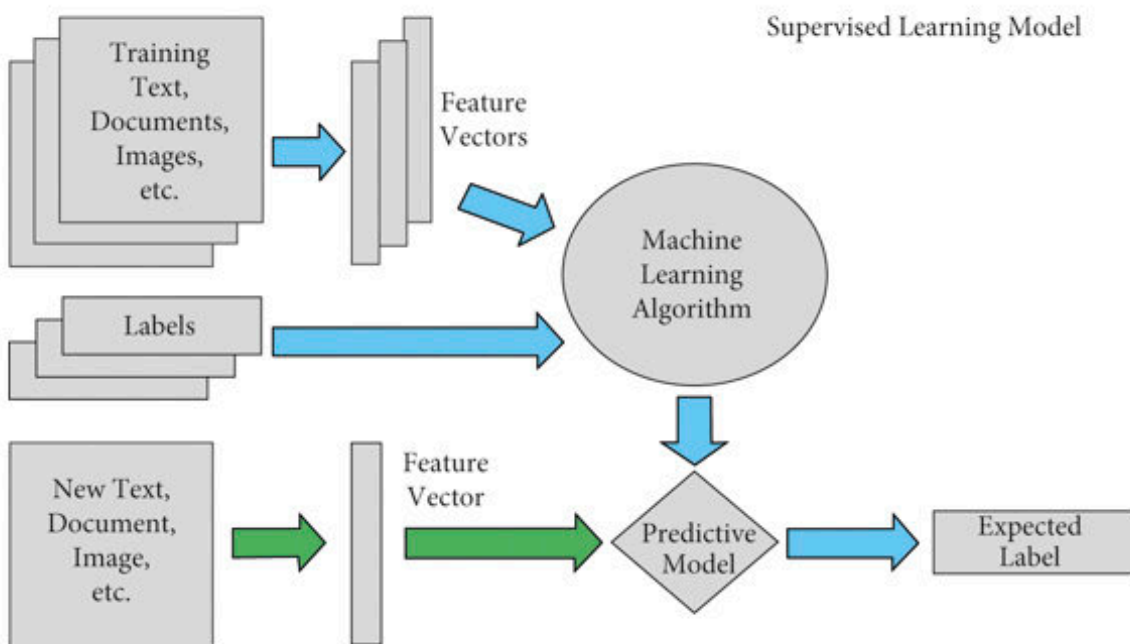 Supervised Learning Model
Training
Text,
Documents,
Images,
etc.
Feature
Vectors
Machine
Learning
Algorithm
Labels
New Text,
Document,
Image,
etc.
Feature
Vector
Predictive
Model
Expected
Label